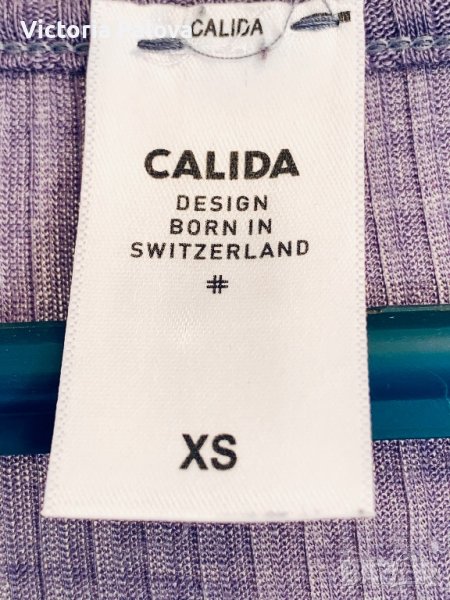 CALIDA
CALIDA
DESIGN
BORN IN
SWITZERLAND
#
XS